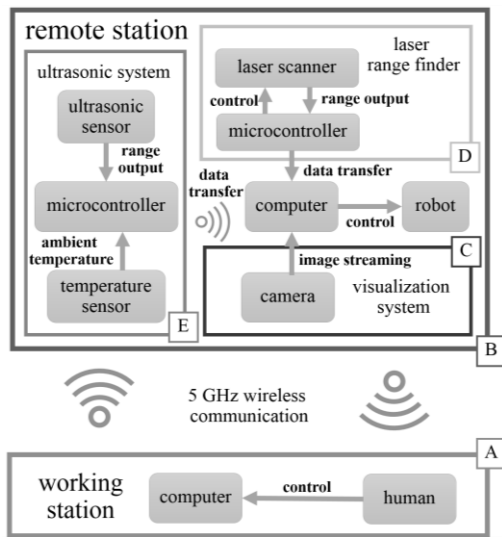 remote station
ultrasonic system
ultrasonic
sensor
range
output
microcontroller
ambient
temperature
temperature
sensor
E
laser
range finder
laser scanner
control
range output
microcontroller
D
data transfer
data
transfer
computer
control
robot
C
image streaming
camera
visualization
system
B
5 GHz wireless
communication
A
working
station
computer
control
human